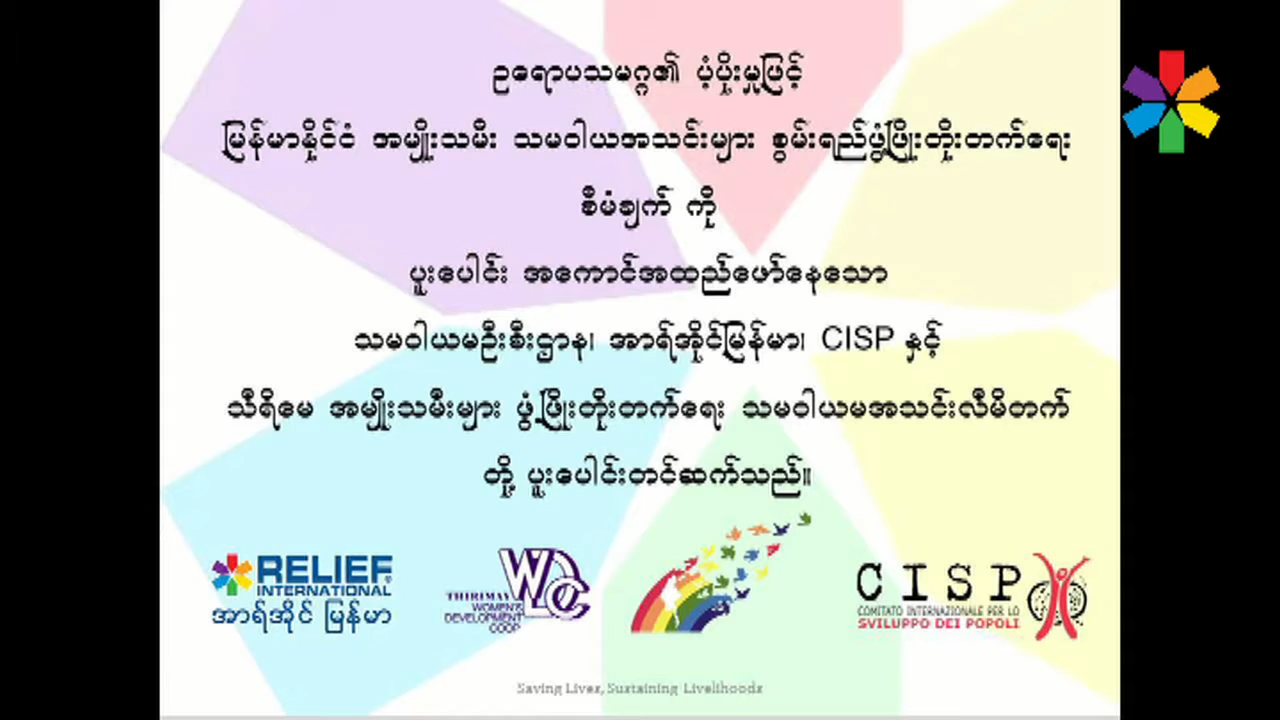 ဥရောပသမဂ္ဂ၏ ပံ့ပိုးမှုဖြင့်
မြန်မာနိုင်ငံ အမျိုးသမီး သမဝါယအသင်းများ စွမ်းရည်ဖွံ့ဖြိုးတိုးတက်ရေး
စီမံချက် ကို
ပူးပေါင်း အကောင်အထည်ဖော်နေသော
သမဝါယမဦးစီးဌာန၊ အာရ်အိုင်မြန်မာ၊ CISP နှင့်
သီရိမေ အမျိုးသမီးများ ဖွံ့ဖြိုးတိုးတက်ရေး သမဝါယမအသင်းလီမိတက်
တို့ ပူးပေါင်းတင်ဆက်သည်။
RELIEF
INTERNATIONAL
အာရ်အိုင် မြန်မာ
WDC
THIRIMAY
WOMEN'S
DEVELOPMENT
COOP
CISP
COMITATO INTERNAZIONALE PER LO
SVILUPPO DEI POPOLI
Saving Lives, Sustaining Livelihoods